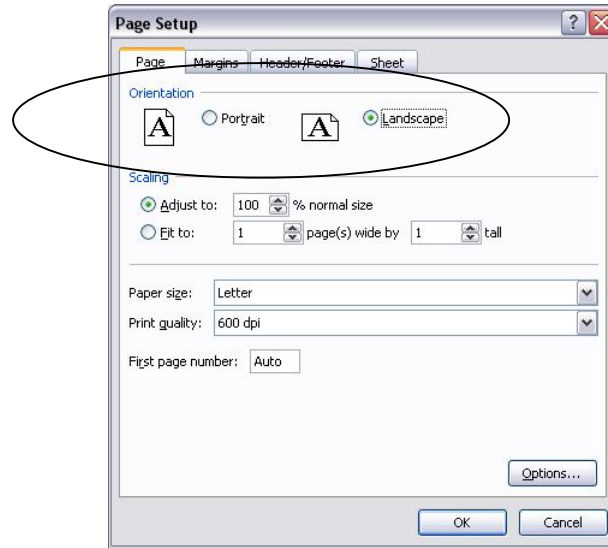 Page Setup
Page Margins Header/Footer Sheet
Orientation
A Portrait A Landscape
Scaling
Adjust to: 100 % normal size
Fit to: 1 page(s) wide by 1 tall
Paper size: Letter
Print quality: 600 dpi
First page number: Auto
Options...
OK Cancel